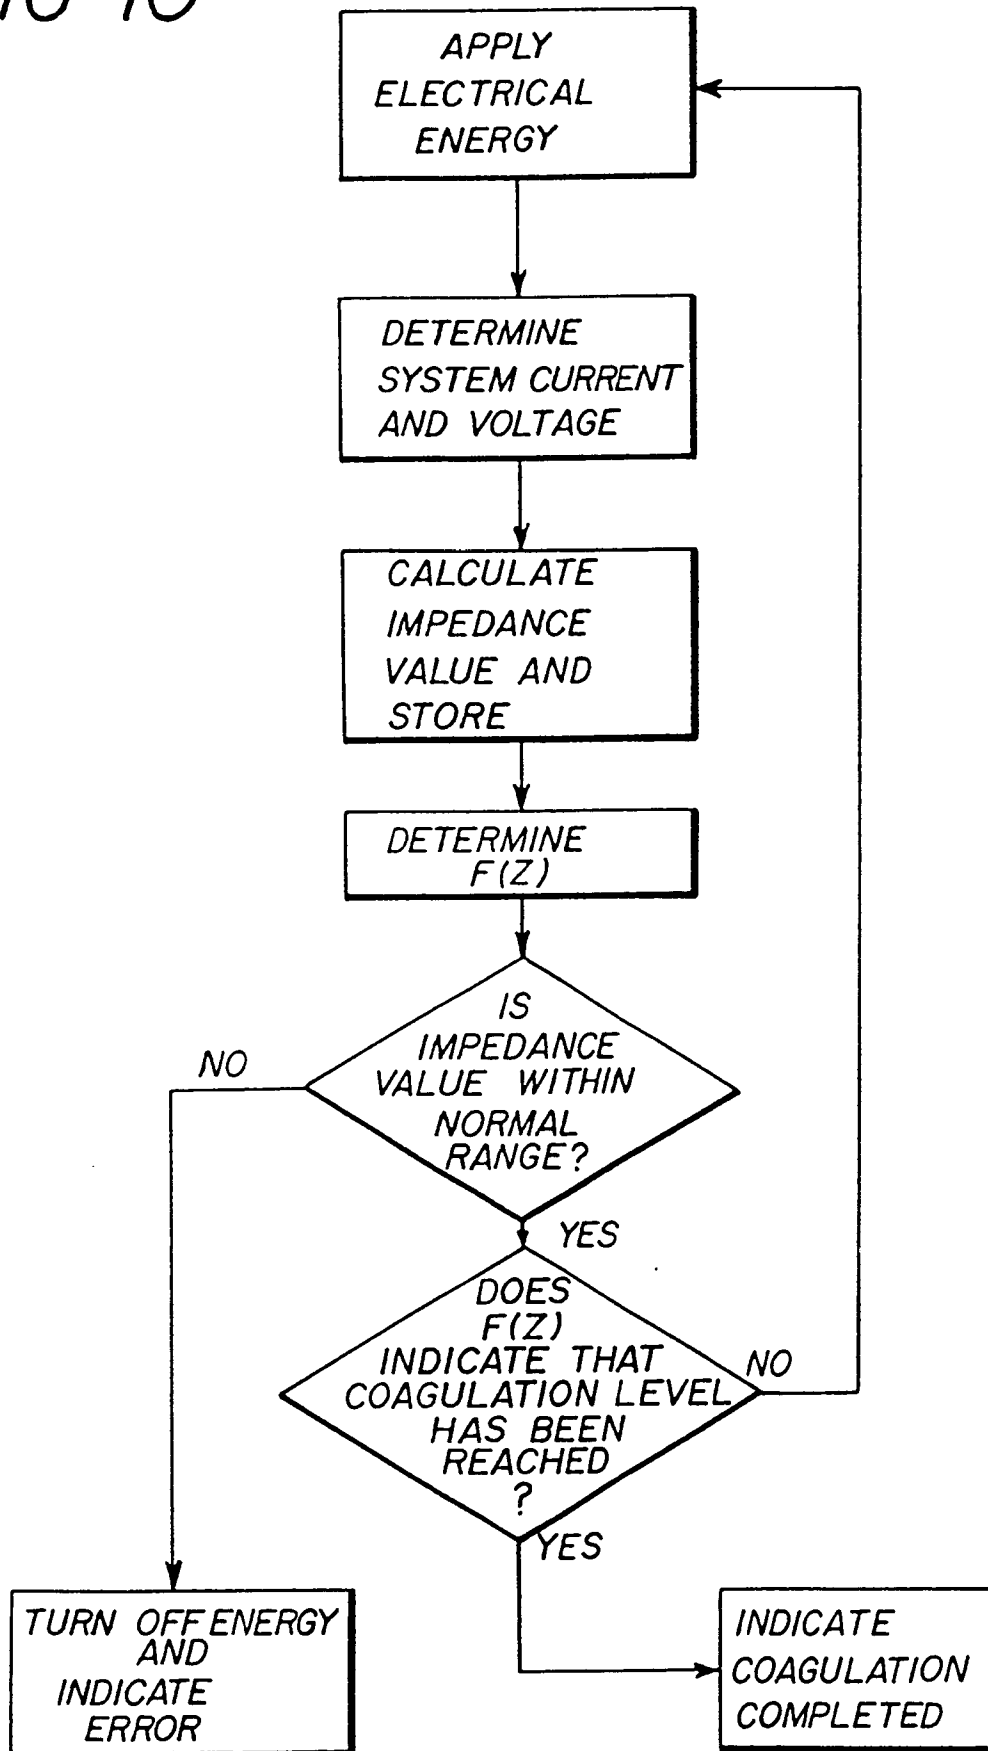 APPLY
ELECTRICAL
ENERGY
DETERMINE
SYSTEM CURRENT
AND VOLTAGE
CALCULATE
IMPEDANCE
VALUE AND
STORE
DETERMINE
F(Z)
IS
IMPEDANCE
VALUE WITHIN
NORMAL
RANGE?
NO
YES
DOES
F(Z)
INDICATE THAT
COAGULATION LEVEL
HAS BEEN
REACHED
?
NO
YES
TURN OFF ENERGY
AND
INDICATE
ERROR
INDICATE
COAGULATION
COMPLETED